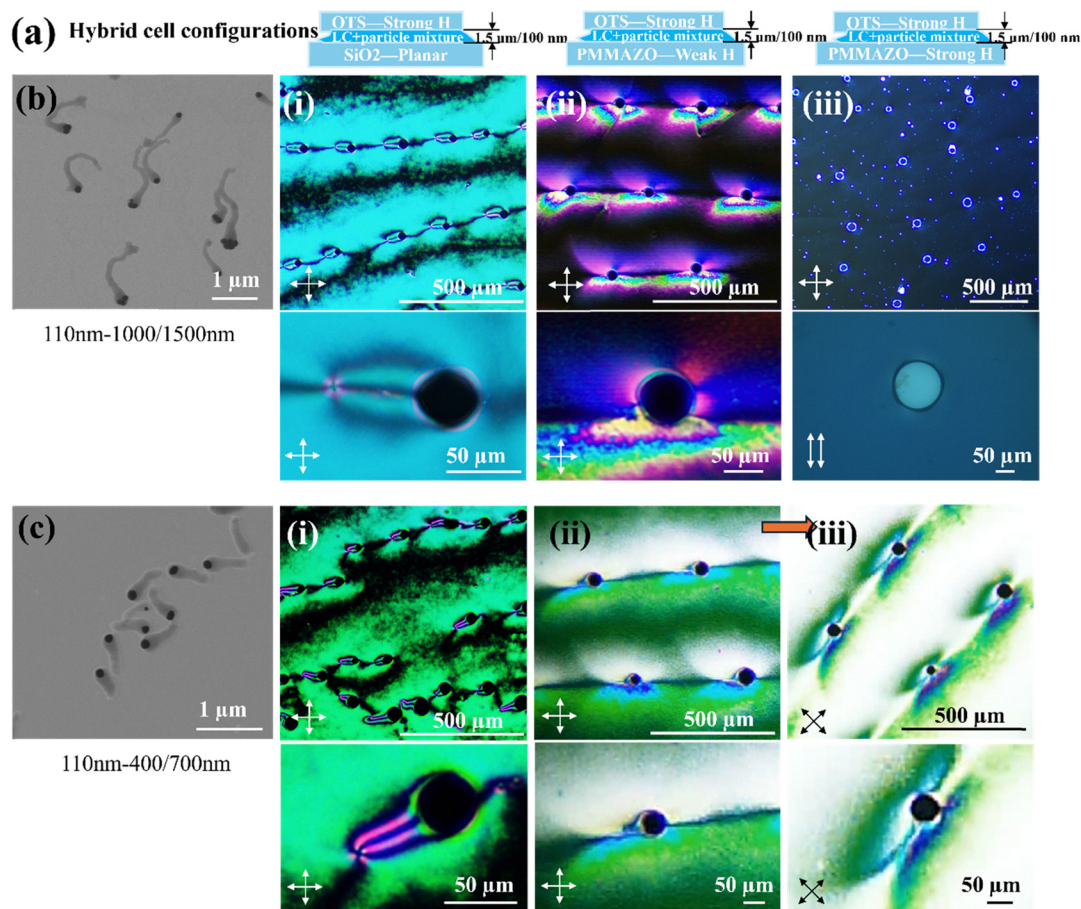 (a) Hybrid cell configurations
OTS—Strong H
LC+particle mixture
SiO2—Planar
1.5 μm/100 nm
OTS—Strong H
LC+particle mixture
PMMAZO—Weak H
1.5 μm/100 nm
OTS—Strong H
LC+particle mixture
PMMAZO—Strong H
1.5 μm/100 nm
(b)
1 μm
110nm-1000/1500nm
(i)
500 μm
(ii)
500 μm
(iii)
500 μm
50 μm
50 μm
50 μm
(c)
1 μm
110nm-400/700nm
(i)
500 μm
(ii)
500 μm
(iii)
500 μm
50 μm
50 μm
50 μm